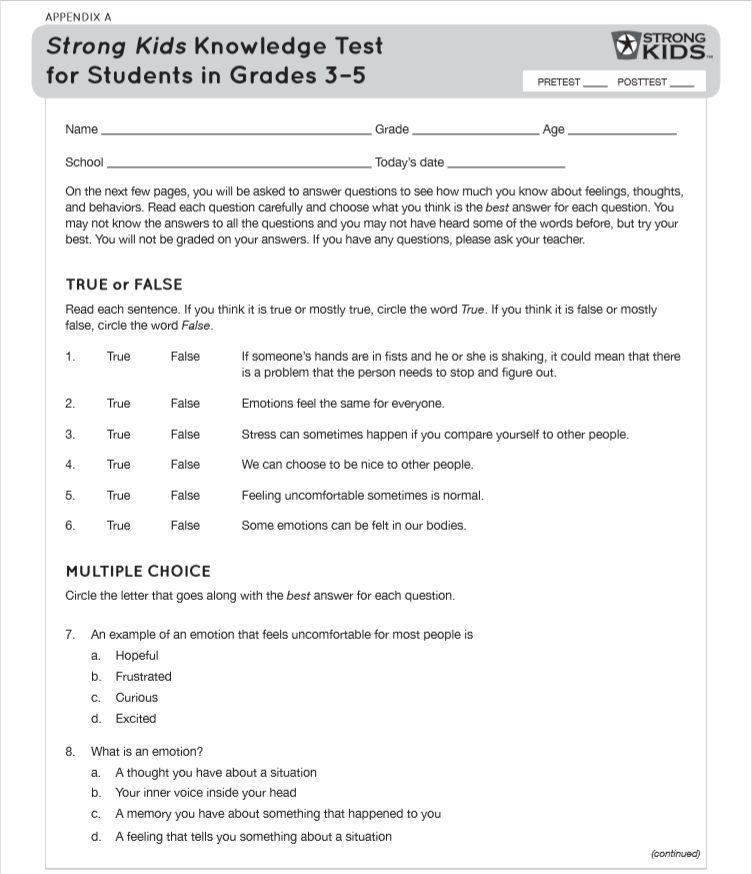 APPENDIX A
Strong Kids Knowledge Test
for Students in Grades 3–5
STRONG
KIDS™
PRETEST ____ POSTTEST ____
Name ____ Grade ____ Age ____
School ____ Today's date ____
On the next few pages, you will be asked to answer questions to see how much you know about feelings, thoughts,
and behaviors. Read each question carefully and choose what you think is the best answer for each question. You
may not know the answers to all the questions and you may not have heard some of the words before, but try your
best. You will not be graded on your answers. If you have any questions, please ask your teacher.
TRUE or FALSE
Read each sentence. If you think it is true or mostly true, circle the word True. If you think it is false or mostly
false, circle the word False.
1. True False If someone's hands are in fists and he or she is shaking, it could mean that there
is a problem that the person needs to stop and figure out.
2. True False Emotions feel the same for everyone.
3. True False Stress can sometimes happen if you compare yourself to other people.
4. True False We can choose to be nice to other people.
5. True False Feeling uncomfortable sometimes is normal.
6. True False Some emotions can be felt in our bodies.
MULTIPLE CHOICE
Circle the letter that goes along with the best answer for each question.
7. An example of an emotion that feels uncomfortable for most people is
a. Hopeful
b. Frustrated
c. Curious
d. Excited
8. What is an emotion?
a. A thought you have about a situation
b. Your inner voice inside your head
c. A memory you have about something that happened to you
d. A feeling that tells you something about a situation
(continued)